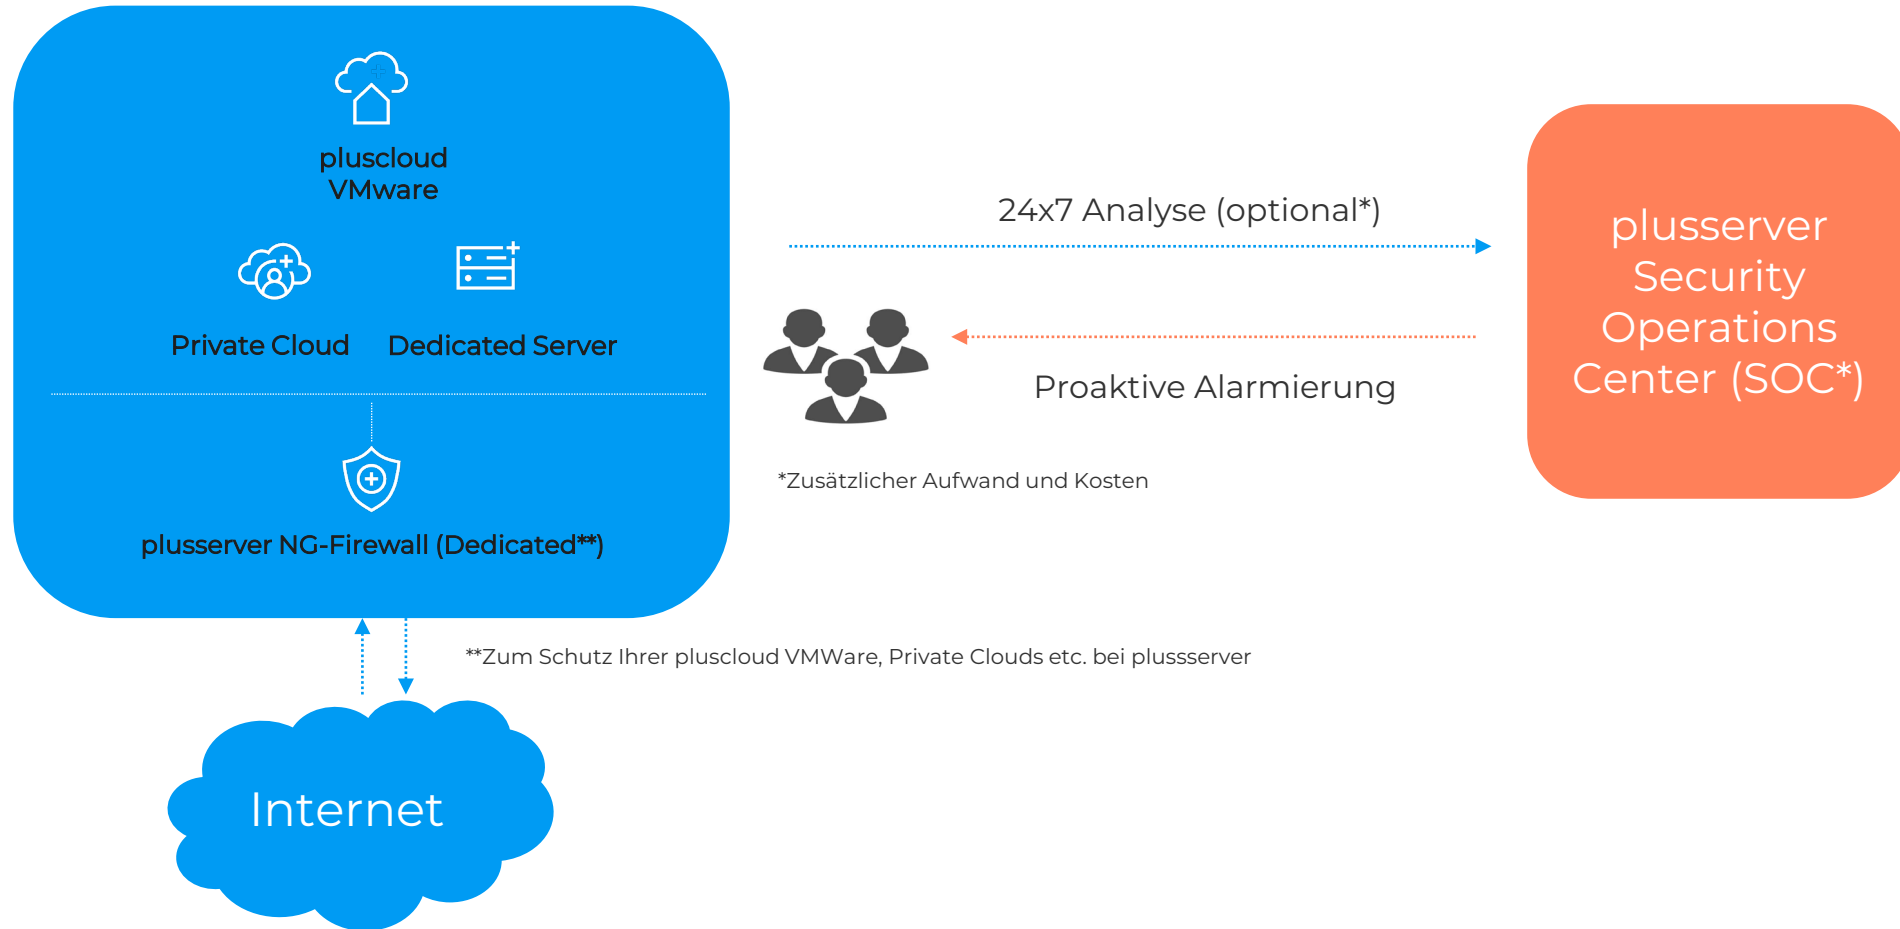 pluscloud
VMware
Private Cloud
Dedicated Server
plusserver NG-Firewall (Dedicated**)
24x7 Analyse (optional*)
Proaktive Alarmierung
*Zusätzlicher Aufwand und Kosten
plusserver
Security
Operations
Center (SOC*)
**Zum Schutz Ihrer pluscloud VMWare, Private Clouds etc. bei plussserver
Internet